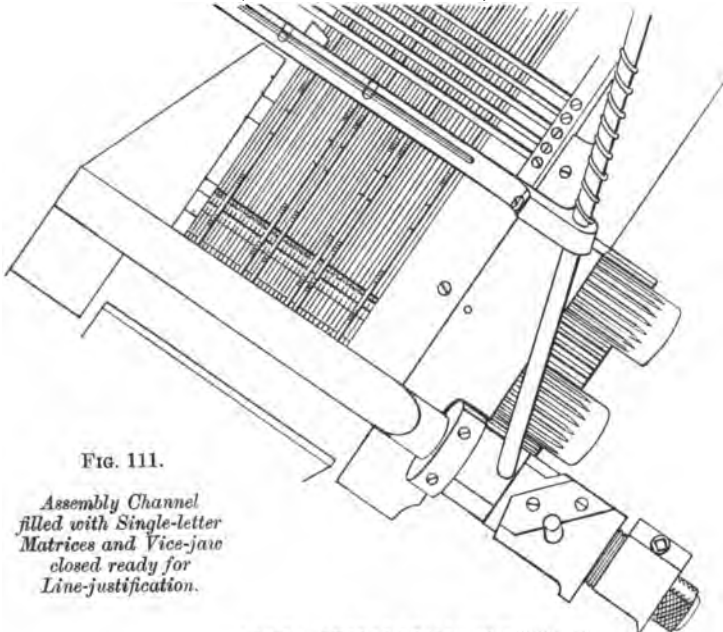 FIG. 111.
Assembly Channel
filled with Single-letter
Matrices and Vice-jaw
closed ready for
Line-justification.